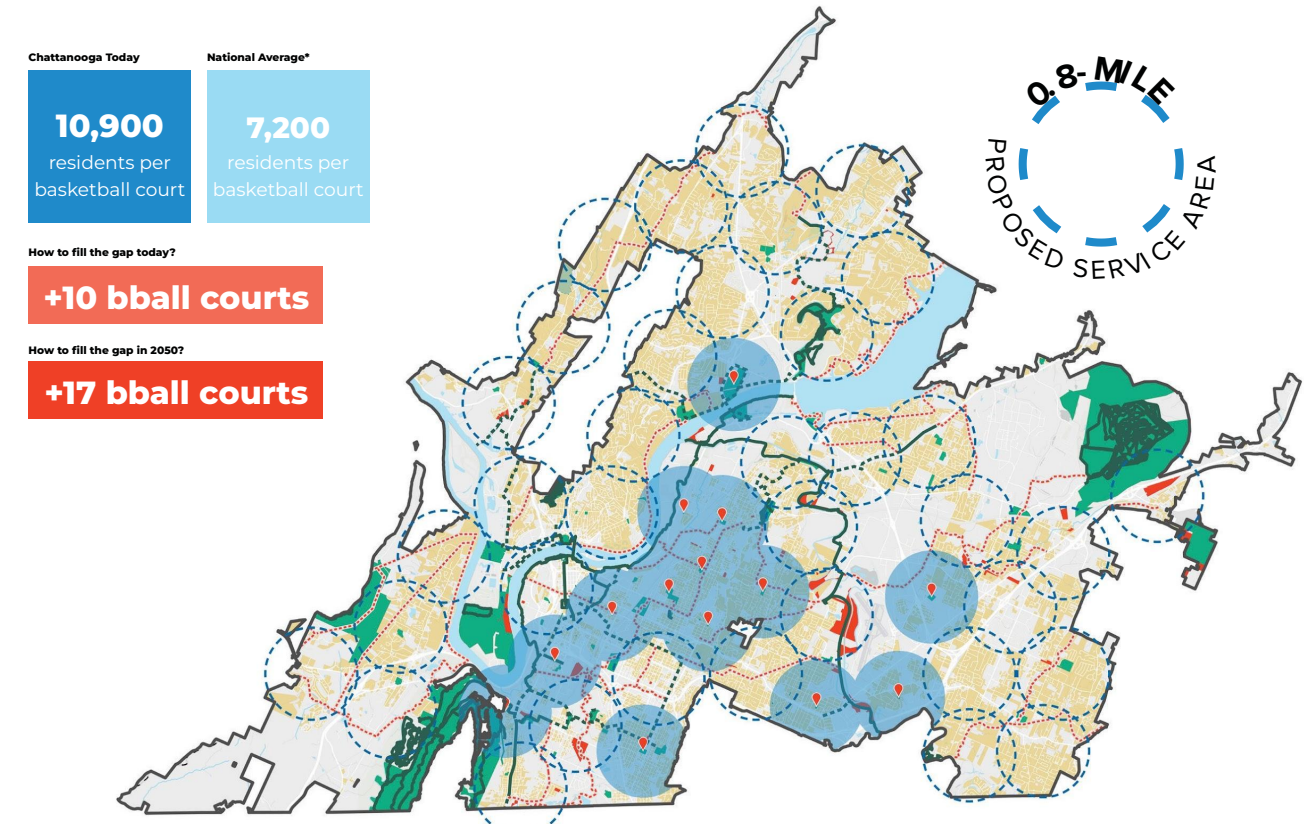 Chattanooga Today
10,900
residents per
basketball court
National Average*
7,200
residents per
basketball court
How to fill the gap today?
+10 bball courts
How to fill the gap in 2050?
+17 bball courts
0.8-MILE
PROPOSED SERVICE AREA